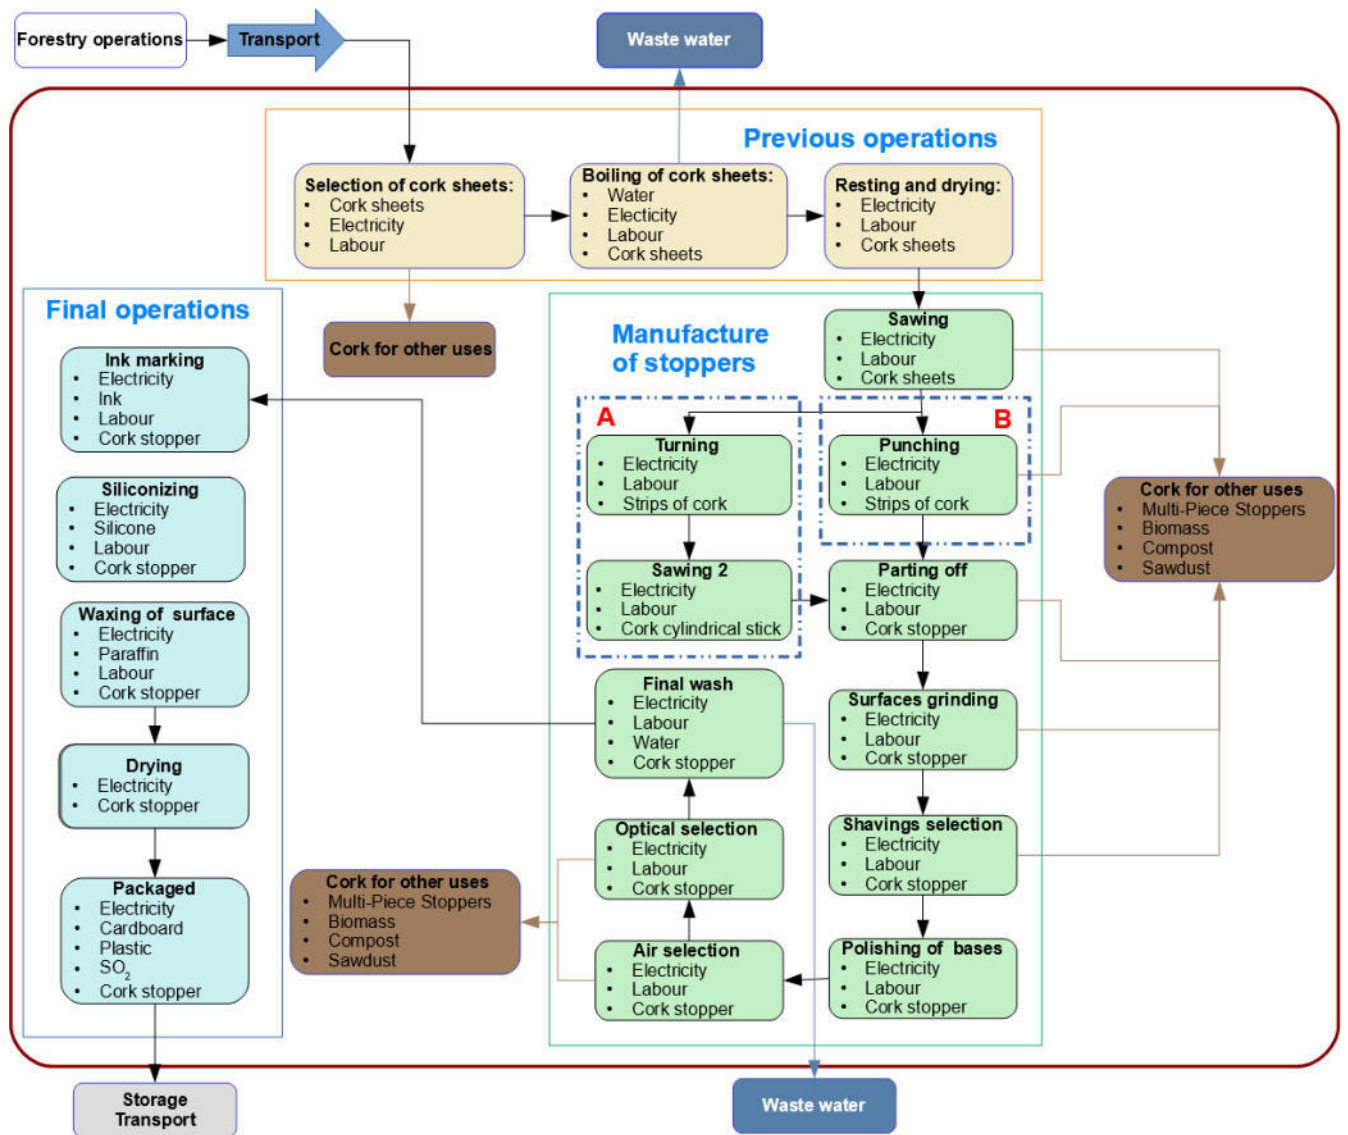 Forestry operations
Transport
Waste water
Previous operations
Selection of cork sheets:
• Cork sheets
• Electricity
• Labour
Boiling of cork sheets:
• Water
• Electicity
• Labour
• Cork sheets
Resting and drying:
• Electricity
• Labour
• Cork sheets
Cork for other uses
Manufacture
of stoppers
Sawing
• Electricity
• Labour
• Cork sheets
A
Turning
• Electricity
• Labour
• Strips of cork
Sawing 2
• Electricity
• Labour
• Cork cylindrical stick
B
Punching
• Electricity
• Labour
• Strips of cork
Parting off
• Electricity
• Labour
• Cork stopper
Surfaces grinding
• Electricity
• Labour
• Cork stopper
Shavings selection
• Electricity
• Labour
• Cork stopper
Polishing of bases
• Electricity
• Labour
• Cork stopper
Cork for other uses
• Multi-Piece Stoppers
• Biomass
• Compost
• Sawdust
Air selection
• Electricity
• Labour
• Cork stopper
Optical selection
• Electricity
• Labour
• Cork stopper
Final wash
• Electricity
• Labour
• Water
• Cork stopper
Cork for other uses
• Multi-Piece Stoppers
• Biomass
• Compost
• Sawdust
Waste water
Final operations
Ink marking
• Electricity
• Ink
• Labour
• Cork stopper
Siliconizing
• Electricity
• Silicone
• Labour
• Cork stopper
Waxing of surface
• Electricity
• Paraffin
• Labour
• Cork stopper
Drying
• Electricity
• Cork stopper
Packaged
• Electricity
• Cardboard
• Plastic
• SO2
• Cork stopper
Storage
Transport